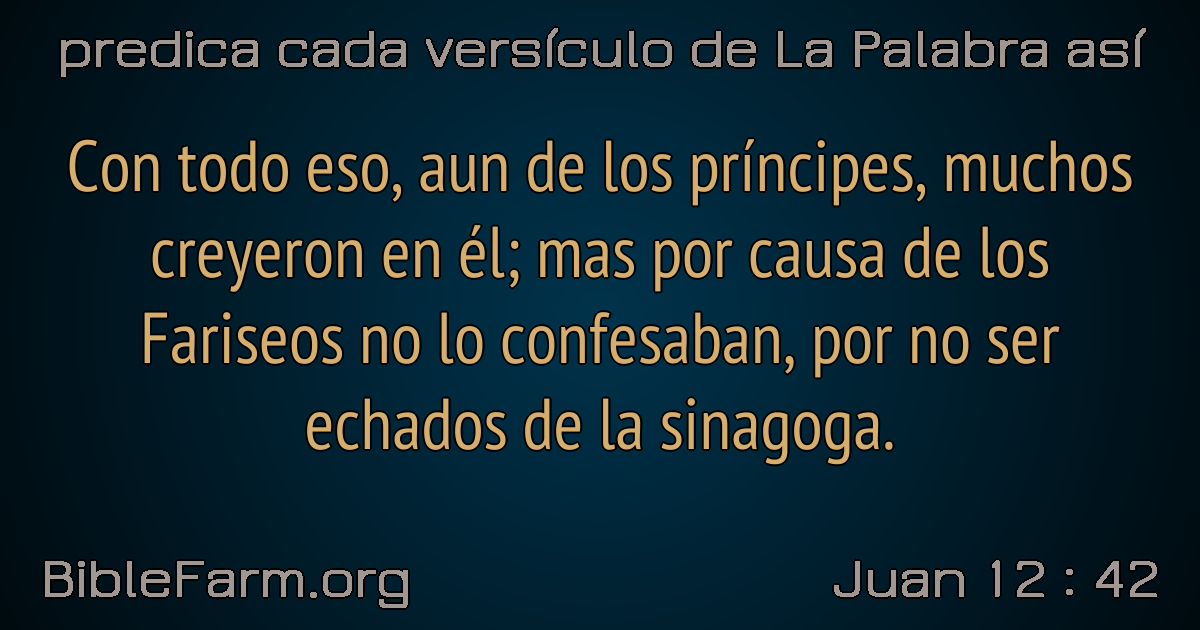 predica cada versículo de La Palabra así
Con todo eso, aun de los príncipes, muchos
creyeron en él; mas por causa de los
Fariseos no lo confesaban, por no ser
echados de la sinagoga.
BibleFarm.org
Juan 12 : 42